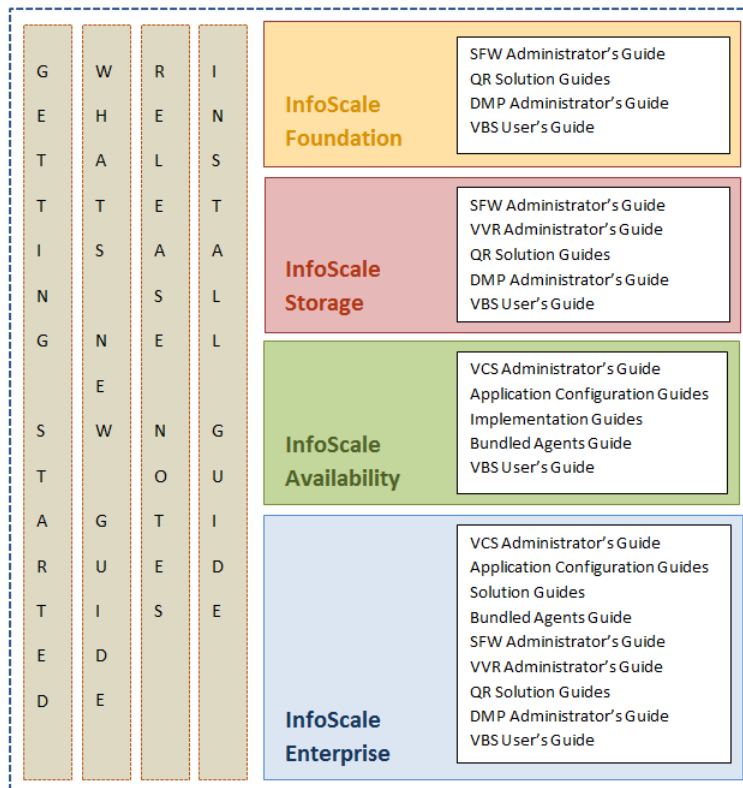 GETTING STARTED
WHATS NEW GUIDE
RELEASE NOTES
INSTALL GUIDE
InfoScale
Foundation
SFW Administrator's Guide
QR Solution Guides
DMP Administrator's Guide
VBS User's Guide
InfoScale
Storage
SFW Administrator's Guide
VVR Administrator's Guide
QR Solution Guides
DMP Administrator's Guide
VBS User's Guide
InfoScale
Availability
VCS Administrator's Guide
Application Configuration Guides
Implementation Guides
Bundled Agents Guide
VBS User's Guide
InfoScale
Enterprise
VCS Administrator's Guide
Application Configuration Guides
Solution Guides
Bundled Agents Guide
SFW Administrator's Guide
VVR Administrator's Guide
QR Solution Guides
DMP Administrator's Guide
VBS User's Guide